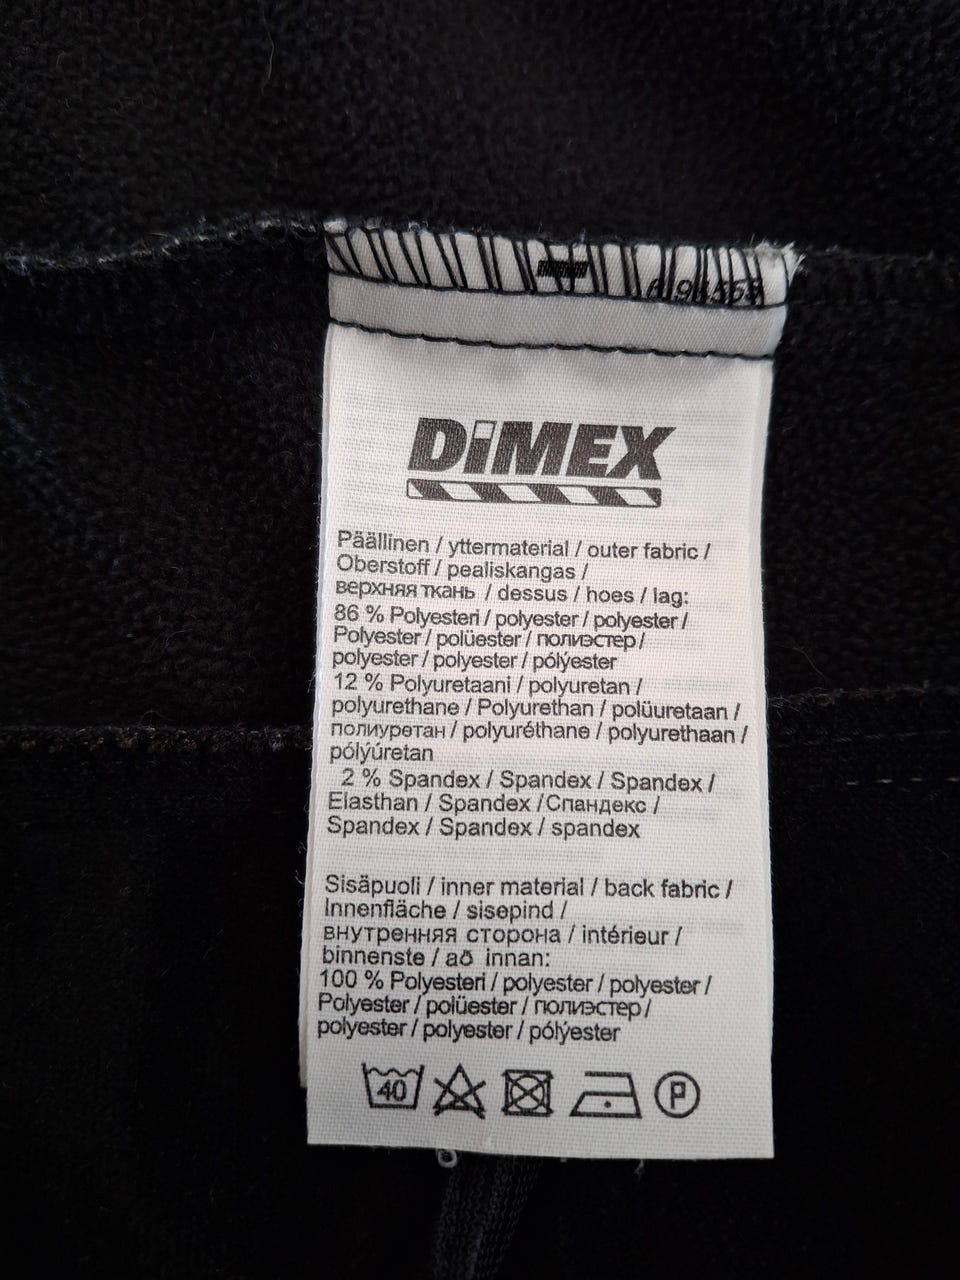 DiMEX
Päällinen / yttermaterial / outer fabric /
Oberstoff / pealiskangas /
верхняя ткань / dessus / hoes / lag:
86 % Polyesteri / polyester / polyester /
Polyester / polüester / полиэстер /
polyester / polyester / pólýester
12 % Polyuretaani / polyuretan /
polyurethane / Polyurethan / polüuretaan /
полиуретан / polyuréthane / polyurethaan /
pólýúretan
2 % Spandex / Spandex / Spandex /
Elasthan / Spandex /Спандекс /
Spandex / Spandex / spandex
Sisäpuoli / inner material / back fabric /
Innenfläche / sisepind /
внутренняя сторона / intérieur /
binnenste / að innan:
100 % Polyesteri / polyester / polyester /
Polyester / polüester / полиэстер /
polyester / polyester / pólýester
40 P